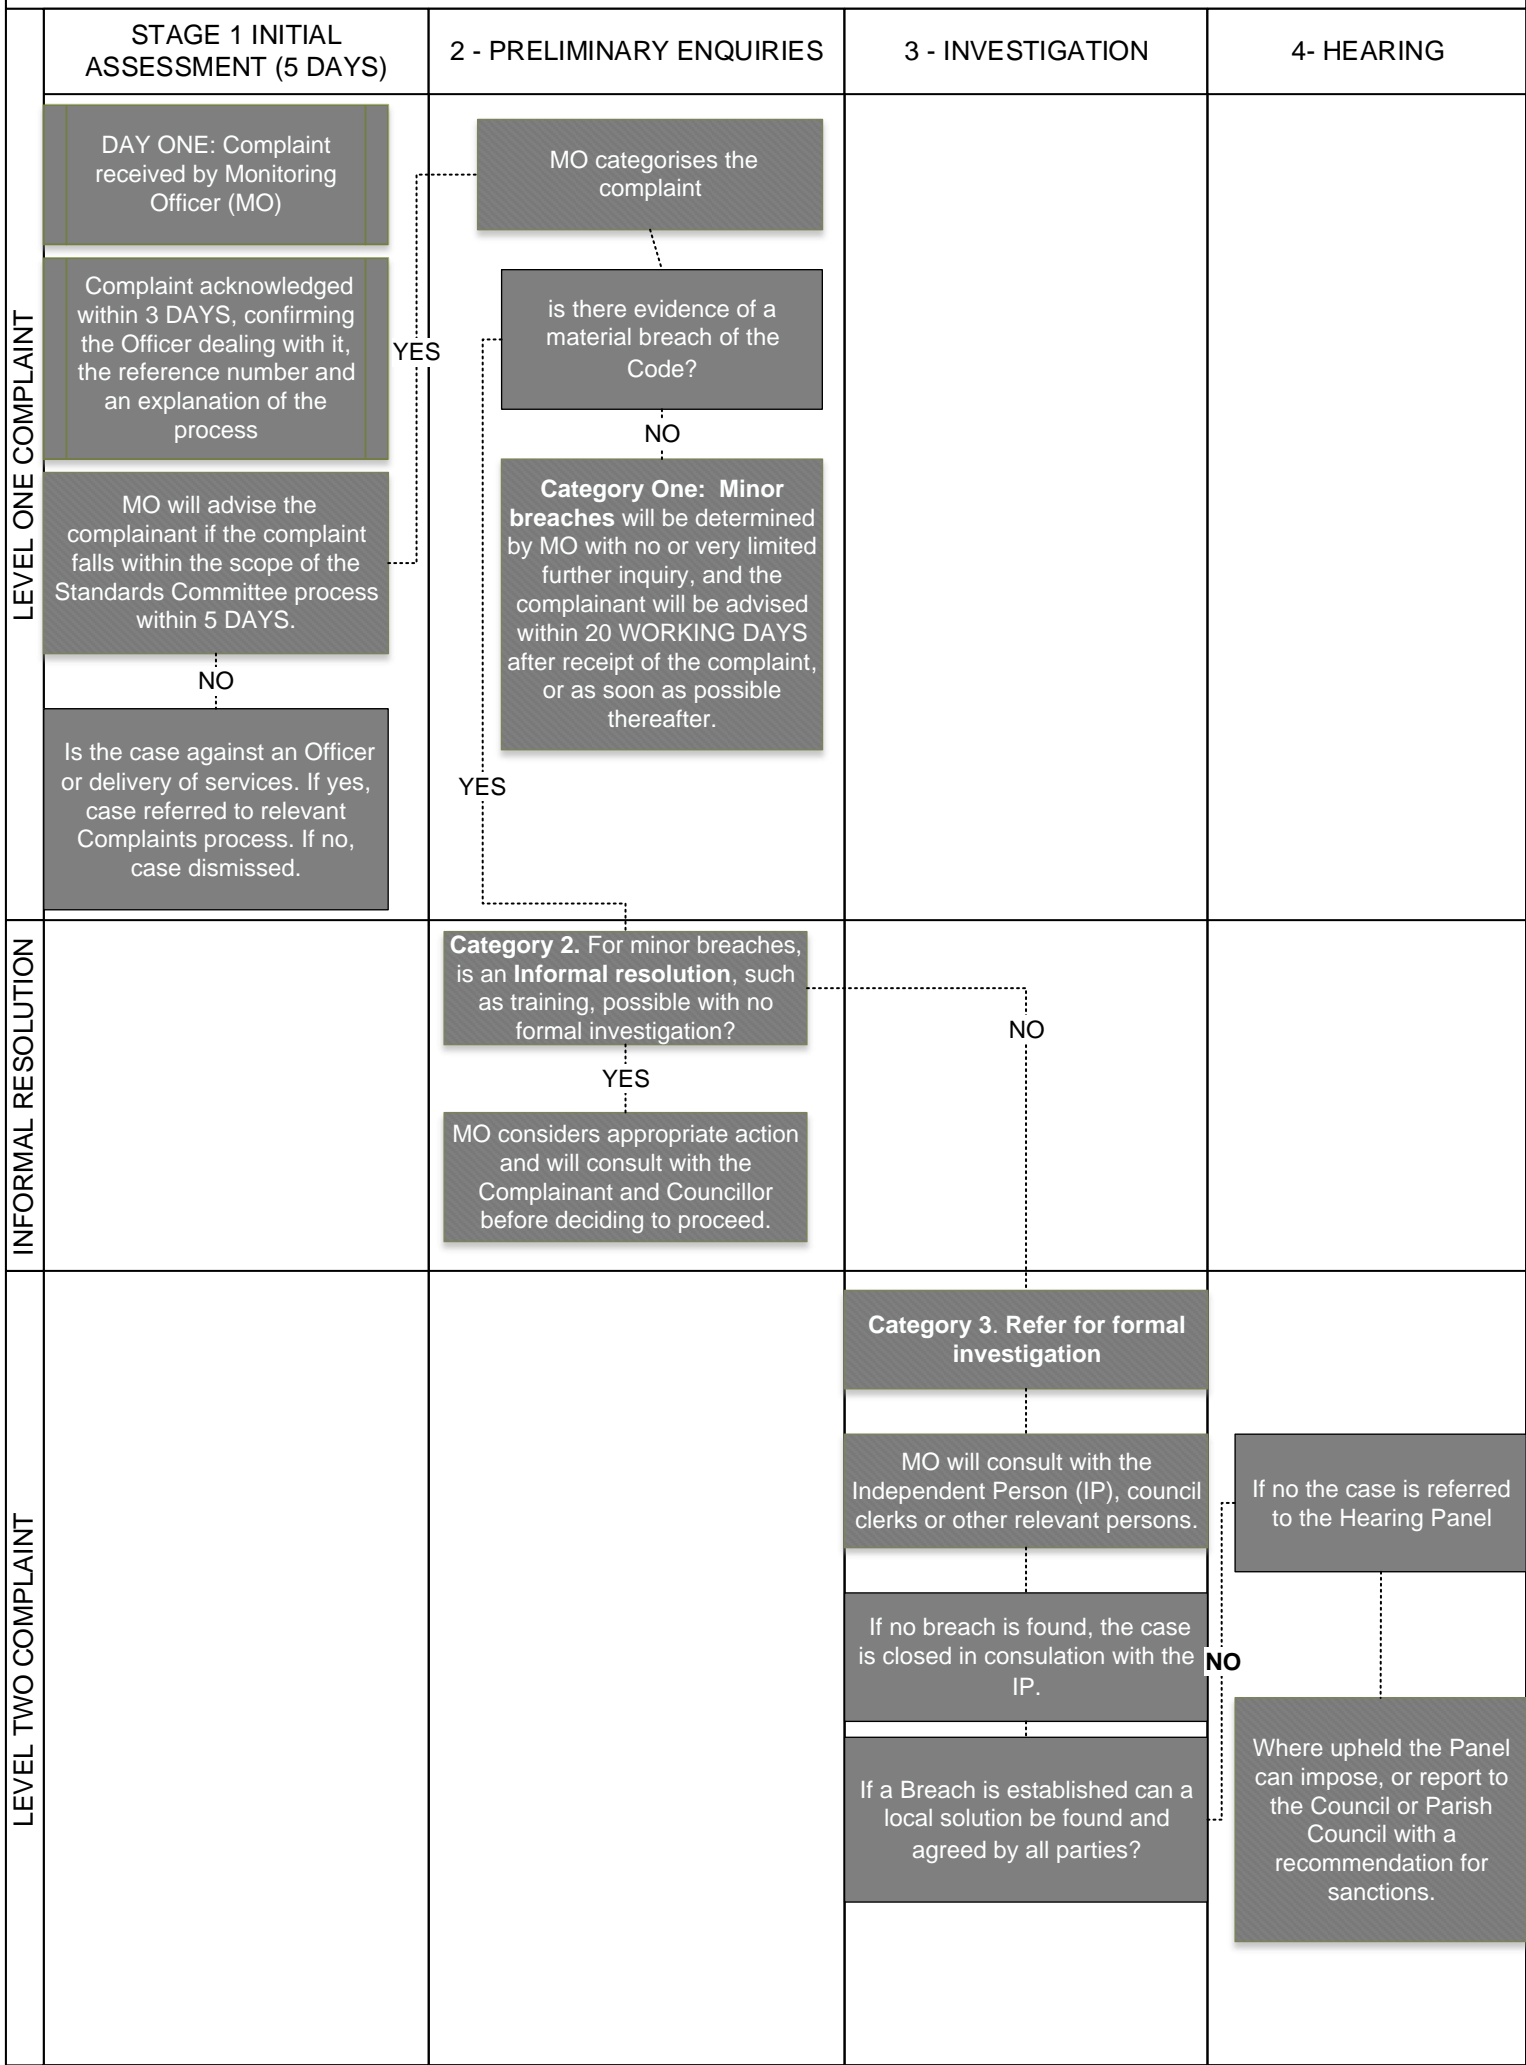 STAGE 1 INITIAL
ASSESSMENT (5 DAYS)
2 - PRELIMINARY ENQUIRIES
3 - INVESTIGATION
4- HEARING
LEVEL ONE COMPLAINT
DAY ONE: Complaint
received by Monitoring
Officer (MO)
Complaint acknowledged
within 3 DAYS, confirming
the Officer dealing with it,
the reference number and
an explanation of the
process
MO will advise the
complainant if the complaint
falls within the scope of the
Standards Committee process
within 5 DAYS.
NO
Is the case against an Officer
or delivery of services. If yes,
case referred to relevant
Complaints process. If no,
case dismissed.
YES
MO categorises the
complaint
is there evidence of a
material breach of the
Code?
NO
Category One: Minor
breaches will be determined
by MO with no or very limited
further inquiry, and the
complainant will be advised
within 20 WORKING DAYS
after receipt of the complaint,
or as soon as possible
thereafter.
YES
INFORMAL RESOLUTION
Category 2. For minor breaches,
is an Informal resolution, such
as training, possible with no
formal investigation?
YES
MO considers appropriate action
and will consult with the
Complainant and Councillor
before deciding to proceed.
NO
LEVEL TWO COMPLAINT
Category 3. Refer for formal
investigation
MO will consult with the
Independent Person (IP), council
clerks or other relevant persons.
If no breach is found, the case
is closed in consulation with the
IP.
If a Breach is established can a
local solution be found and
agreed by all parties?
NO
If no the case is referred
to the Hearing Panel
Where upheld the Panel
can impose, or report to
the Council or Parish
Council with a
recommendation for
sanctions.